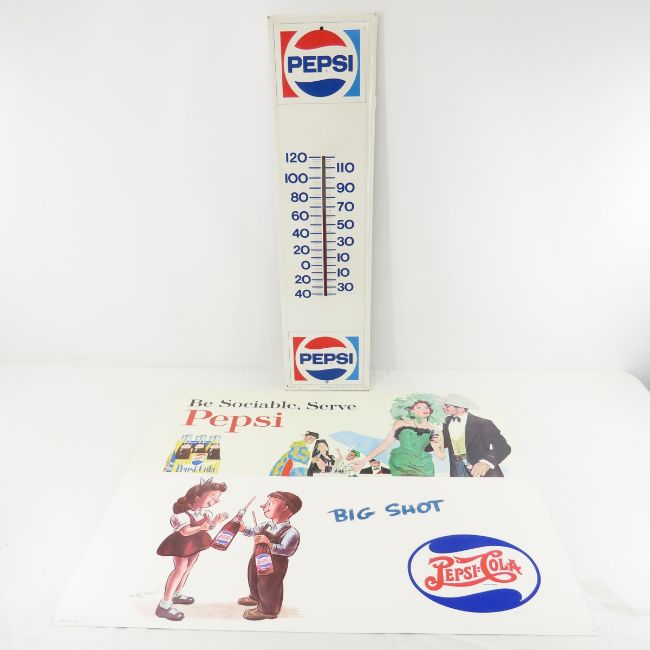 PEPSI
120
110
100
90
80
70
60
50
40
30
20
10
0
10
20
30
40
PEPSI
Be Sociable, Serve
Pepsi
Pepsi-Cola
BIG SHOT
PEPSI-COLA